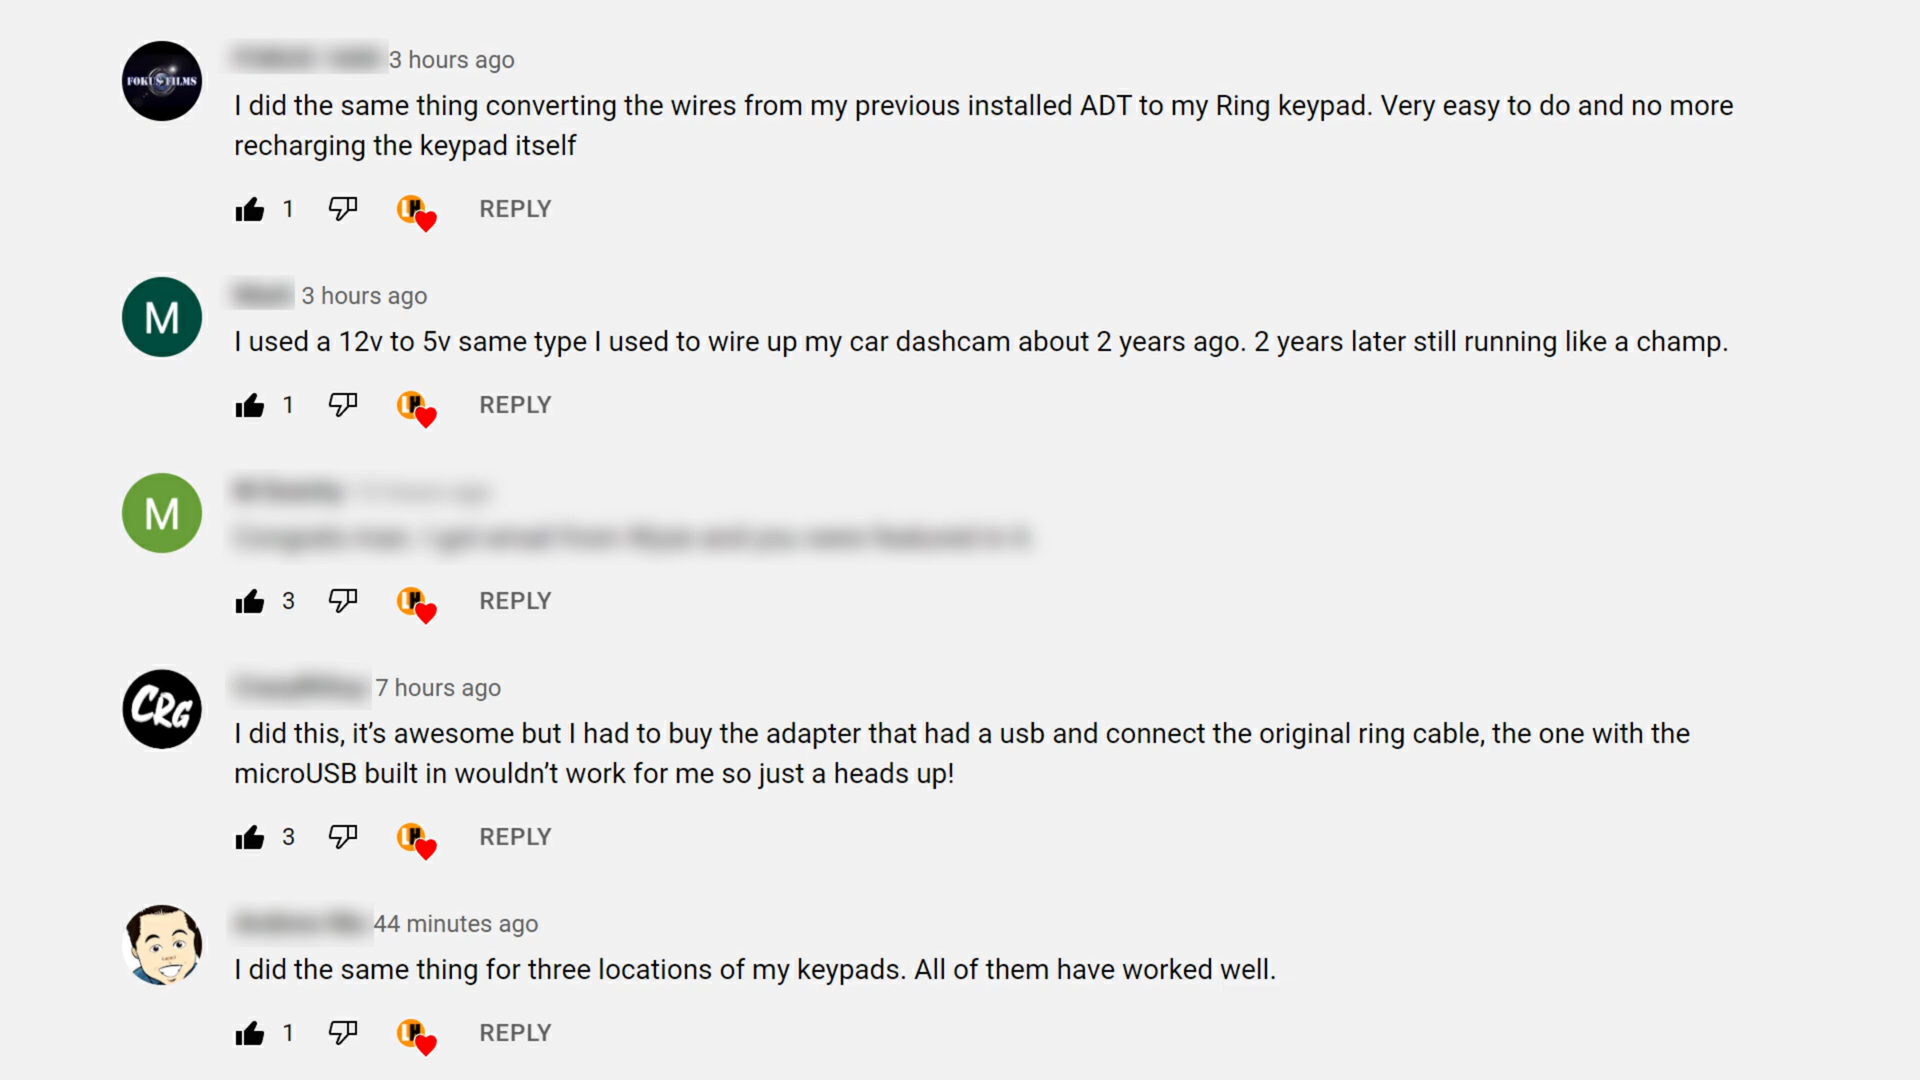 FOKUS FILMS
3 hours ago
I did the same thing converting the wires from my previous installed ADT to my Ring keypad. Very easy to do and no more
recharging the keypad itself
1 REPLY
M
3 hours ago
I used a 12v to 5v same type I used to wire up my car dashcam about 2 years ago. 2 years later still running like a champ.
1 REPLY
M
3 REPLY
CRG
7 hours ago
I did this, it’s awesome but I had to buy the adapter that had a usb and connect the original ring cable, the one with the
microUSB built in wouldn’t work for me so just a heads up!
3 REPLY
44 minutes ago
I did the same thing for three locations of my keypads. All of them have worked well.
1 REPLY